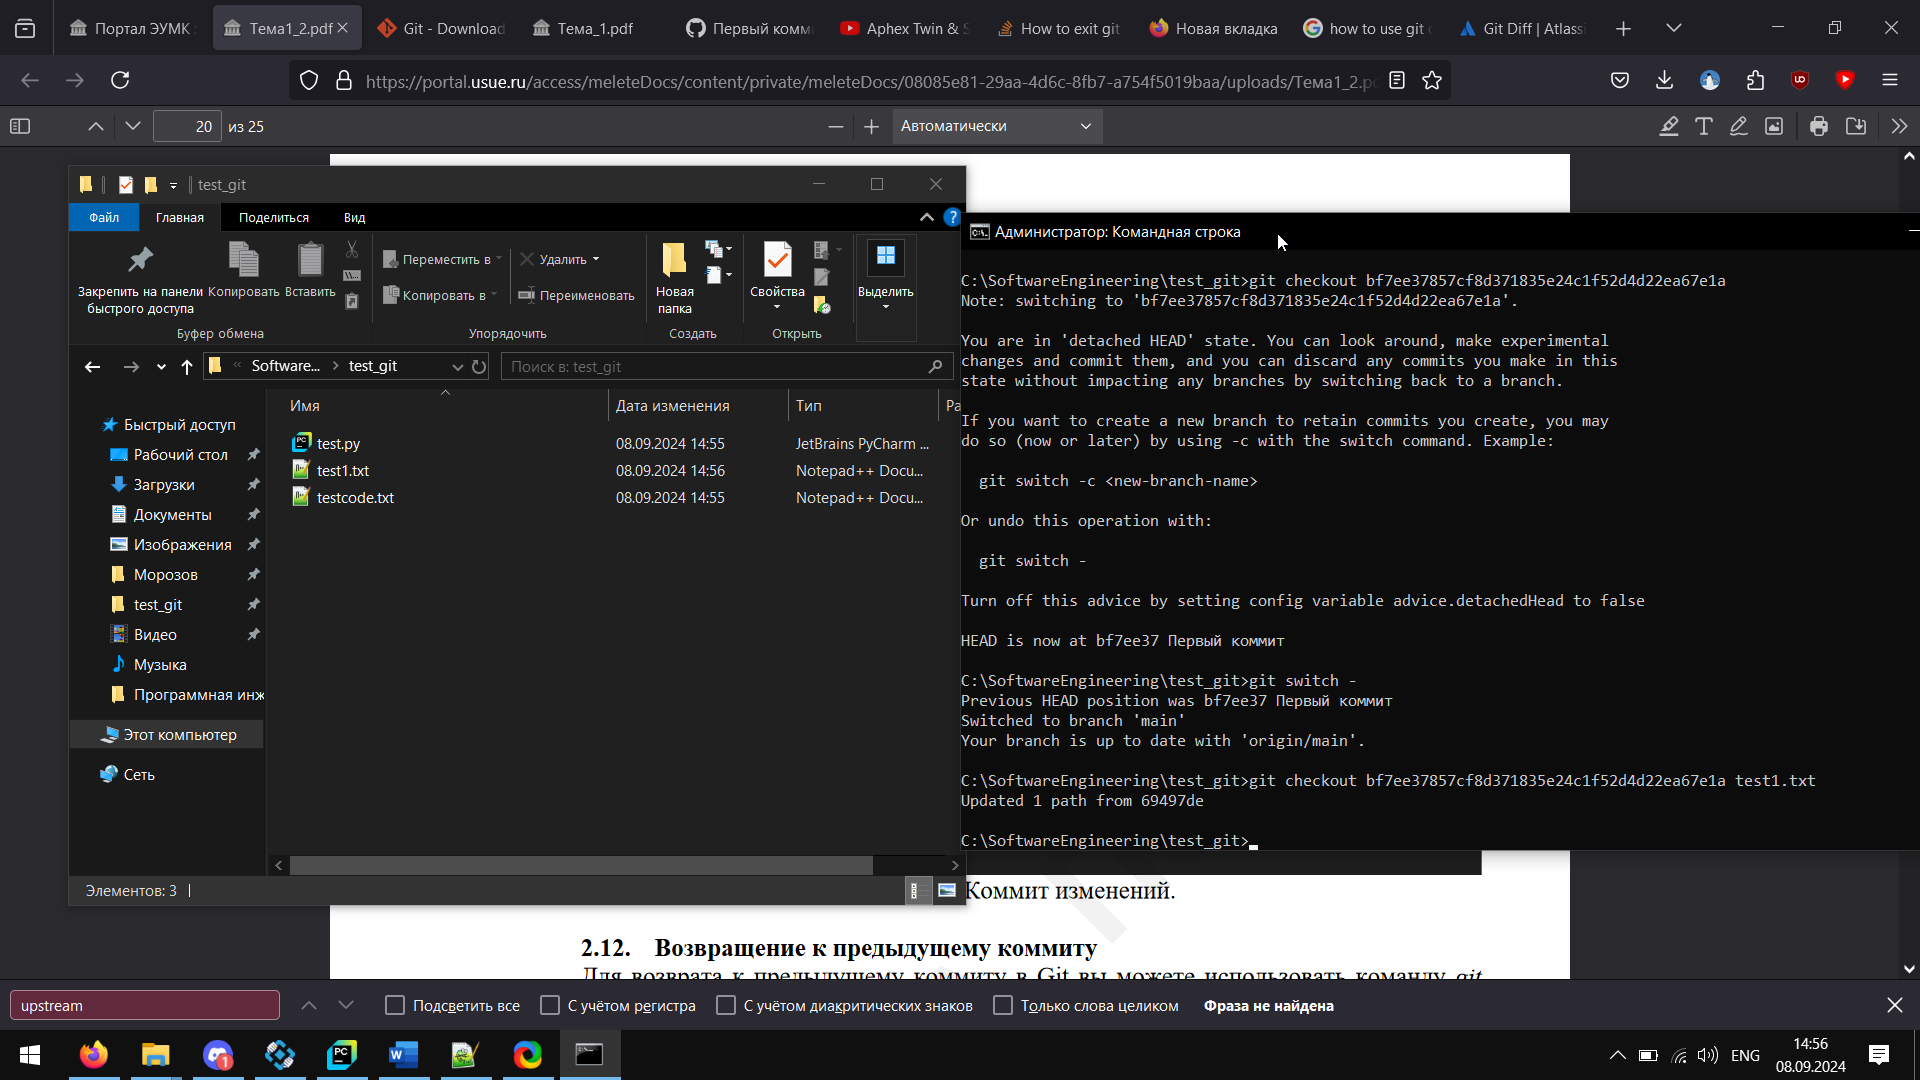 Портал ЭУМК
Тема1_2.pdf
Git - Download
Тема_1.pdf
Первый комми
Aphex Twin & S
How to exit git
Новая вкладка
how to use git
Git Diff | Atlassi
https://portal.usue.ru/access/meleteDocs/content/private/meleteDocs/08085e81-29aa-4d6c-8fb7-a754f5019baa/uploads/Тема1_2.p
20 из 25
Автоматически
test_git
Файл Главная Поделиться Вид
Закрепить на панели быстрого доступа
Копировать
Вставить
Переместить в
Копировать в
Удалить
Переименовать
Новая папка
Свойства
Выделить
Буфер обмена
Упорядочить
Создать
Открыть
Software... test_git
Поиск в: test_git
Имя Дата изменения Тип Ра
test.py 08.09.2024 14:55 JetBrains PyCharm ...
test1.txt 08.09.2024 14:56 Notepad++ Docu...
testcode.txt 08.09.2024 14:55 Notepad++ Docu...
Быстрый доступ
Рабочий стол
Загрузки
Документы
Изображения
Морозов
test_git
Видео
Музыка
Программная инж
Этот компьютер
Сеть
Элементов: 3
C:\. Администратор: Командная строка
C:\SoftwareEngineering\test_git>git checkout bf7ee37857cf8d371835e24c1f52d4d22ea67e1a
Note: switching to 'bf7ee37857cf8d371835e24c1f52d4d22ea67e1a'.
You are in 'detached HEAD' state. You can look around, make experimental
changes and commit them, and you can discard any commits you make in this
state without impacting any branches by switching back to a branch.
If you want to create a new branch to retain commits you create, you may
do so (now or later) by using -c with the switch command. Example:
git switch -c <new-branch-name>
Or undo this operation with:
git switch -
Turn off this advice by setting config variable advice.detachedHead to false
HEAD is now at bf7ee37 Первый коммит
C:\SoftwareEngineering\test_git>git switch -
Previous HEAD position was bf7ee37 Первый коммит
Switched to branch 'main'
Your branch is up to date with 'origin/main'.
C:\SoftwareEngineering\test_git>git checkout bf7ee37857cf8d371835e24c1f52d4d22ea67e1a test1.txt
Updated 1 path from 69497de
C:\SoftwareEngineering\test_git>
Коммит изменений.
2.12. Возвращение к предыдущему коммиту
Для возврата к предыдущему коммиту в Git вы можете использовать команду git
upstream
Подсветить все
С учётом регистра
С учётом диакритических знаков
Только слова целиком
Фраза не найдена
ENG
14:56
08.09.2024